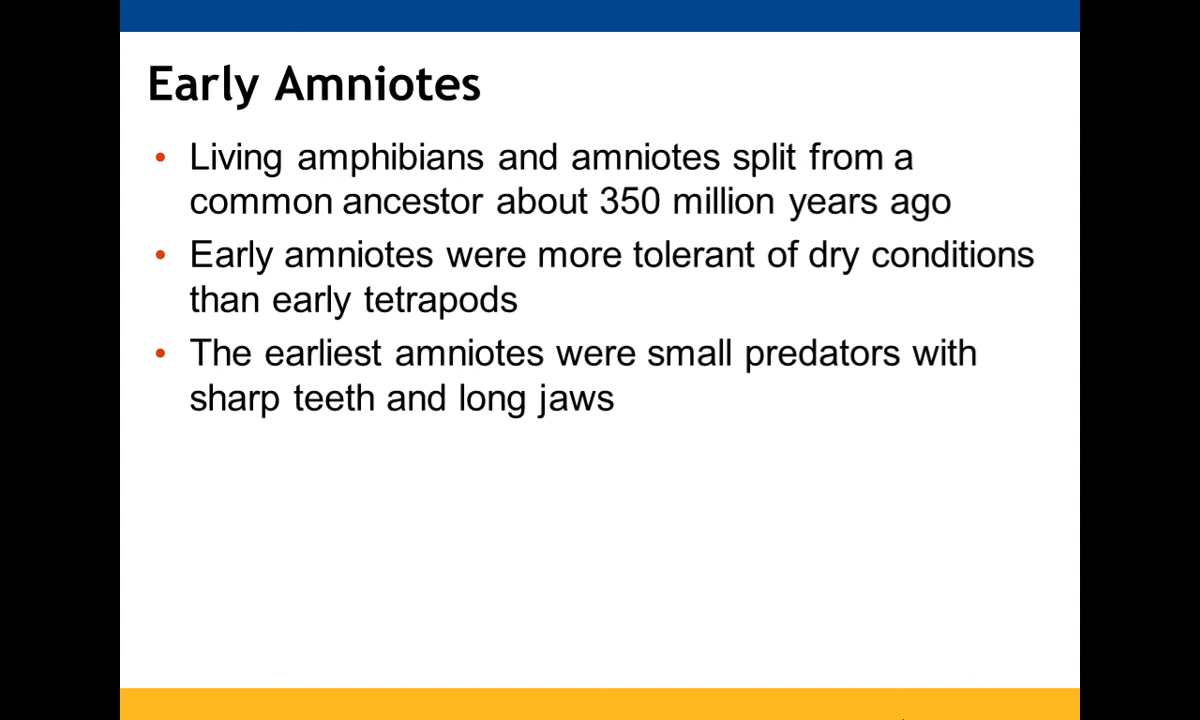 Early Amniotes
• Living amphibians and amniotes split from a
common ancestor about 350 million years ago
• Early amniotes were more tolerant of dry conditions
than early tetrapods
• The earliest amniotes were small predators with
sharp teeth and long jaws